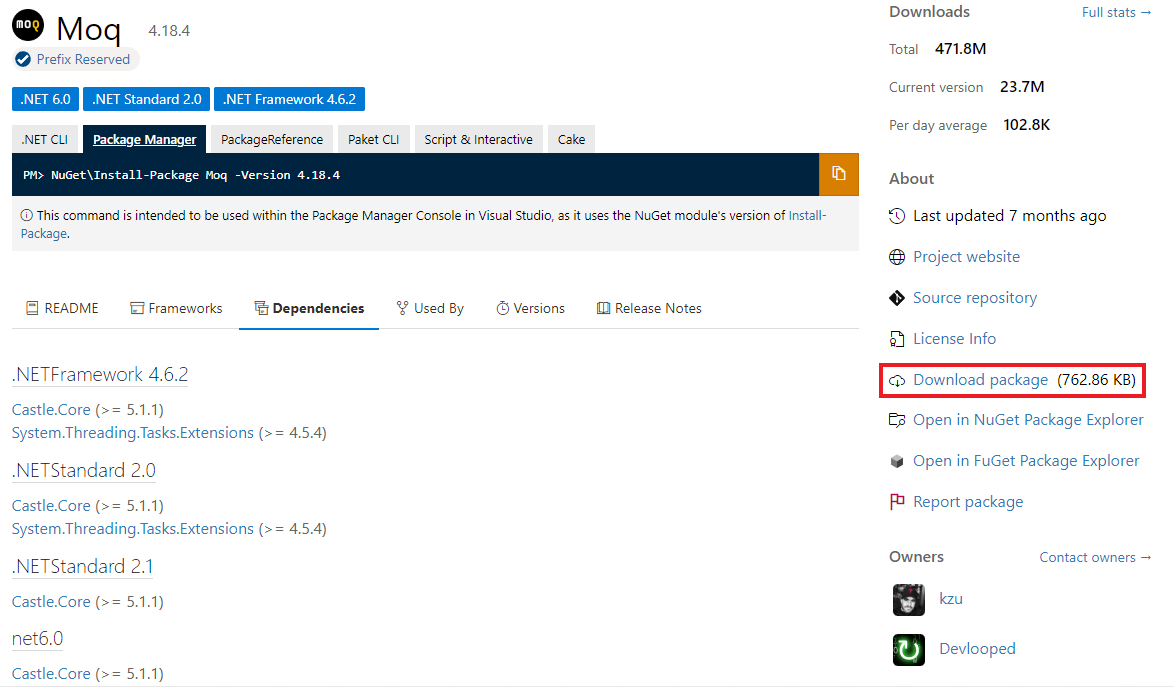 MOQ Moq 4.18.4
Prefix Reserved
.NET 6.0 .NET Standard 2.0 .NET Framework 4.6.2
.NET CLI Package Manager PackageReference Paket CLI Script & Interactive Cake
PM> NuGet\Install-Package Moq -Version 4.18.4
This command is intended to be used within the Package Manager Console in Visual Studio, as it uses the NuGet module's version of Install-
Package.
README Frameworks Dependencies Used By Versions Release Notes
.NETFramework 4.6.2
Castle.Core (>= 5.1.1)
System.Threading.Tasks.Extensions (>= 4.5.4)
.NETStandard 2.0
Castle.Core (>= 5.1.1)
System.Threading.Tasks.Extensions (>= 4.5.4)
.NETStandard 2.1
Castle.Core (>= 5.1.1)
net6.0
Castle.Core (>= 5.1.1)
Downloads Full stats →
Total 471.8M
Current version 23.7M
Per day average 102.8K
About
Last updated 7 months ago
Project website
Source repository
License Info
Download package (762.86 KB)
Open in NuGet Package Explorer
Open in FuGet Package Explorer
Report package
Owners Contact owners →
kzu
Devlooped